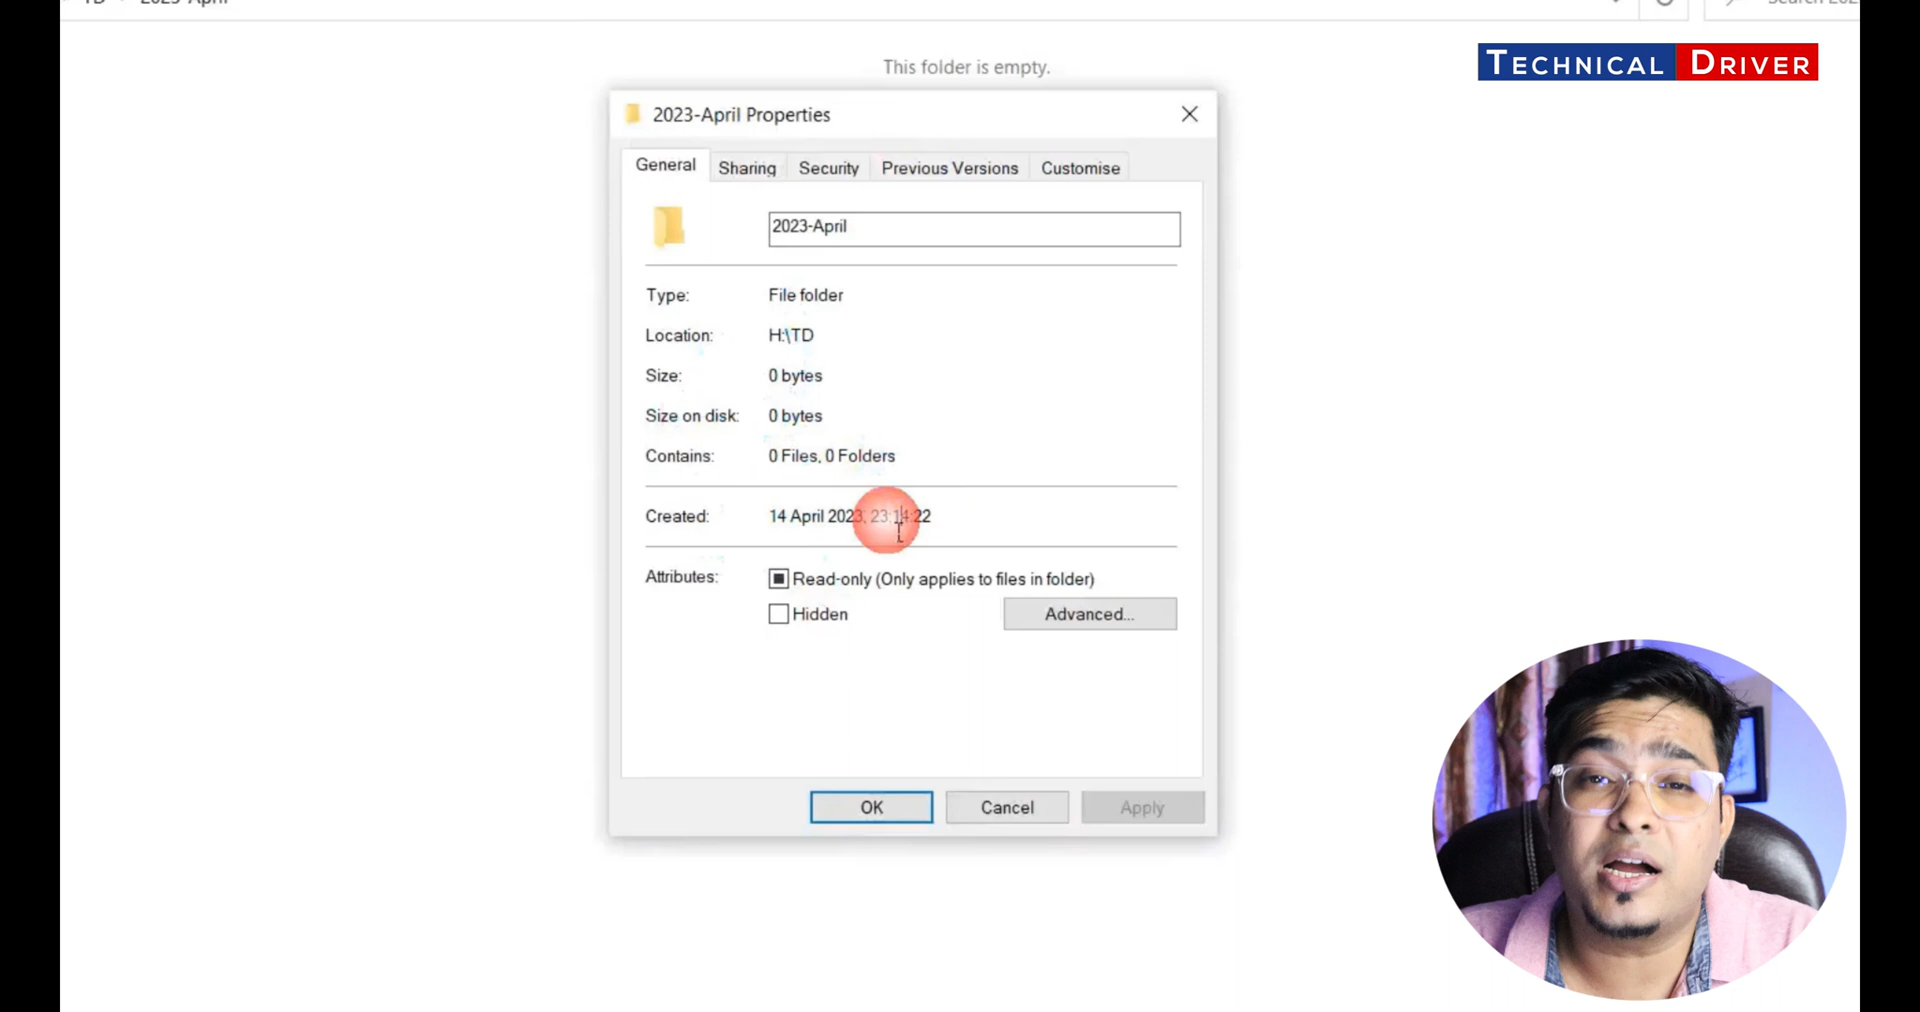 TECHNICAL DRIVER
This folder is empty.
2023-April Properties
General
Sharing
Security
Previous Versions
Customise
2023-April
Type: File folder
Location: H:\TD
Size: 0 bytes
Size on disk: 0 bytes
Contains: 0 Files, 0 Folders
Created: 14 April 2023, 23:14:22
Attributes: Read-only (Only applies to files in folder)
Hidden
Advanced...
OK
Cancel
Apply